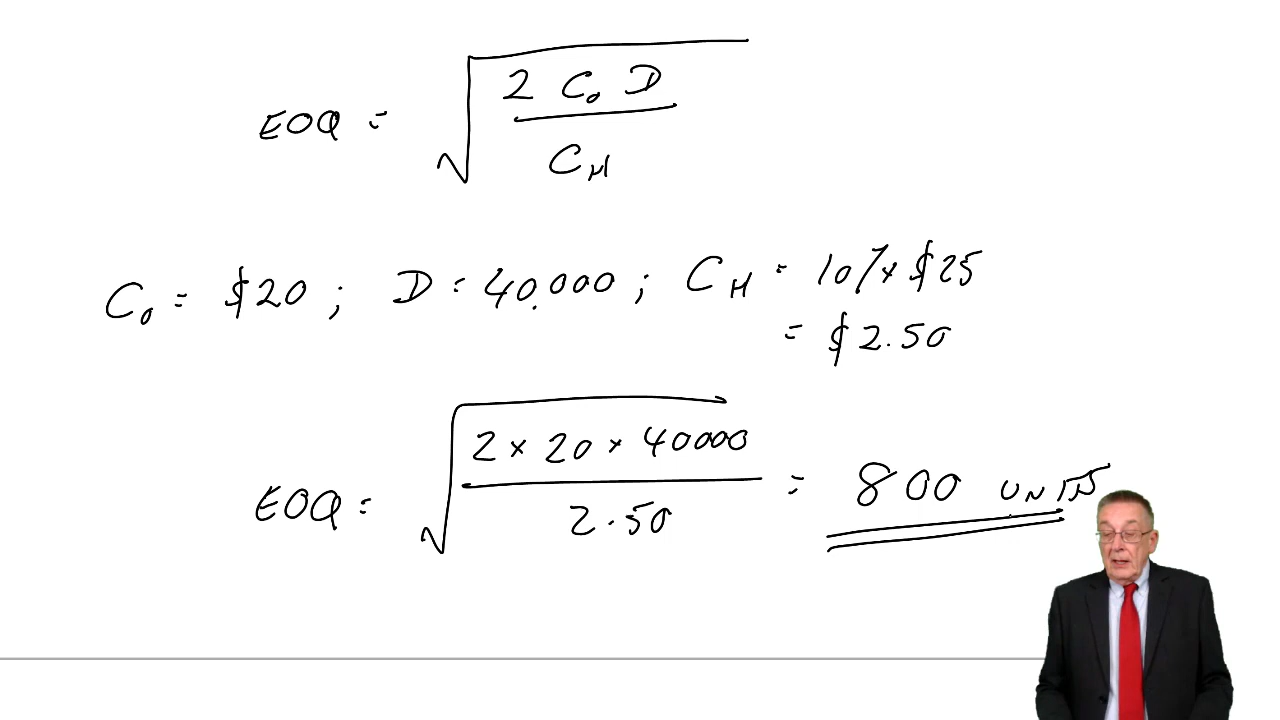 EOQ = √ 2 C₀ D / C_H
C₀ = $20 ; D = 40,000 ; C_H = 10% × $25
= $2.50
EOQ = √ 2 × 20 × 40000 / 2.50 = 800 UNITS